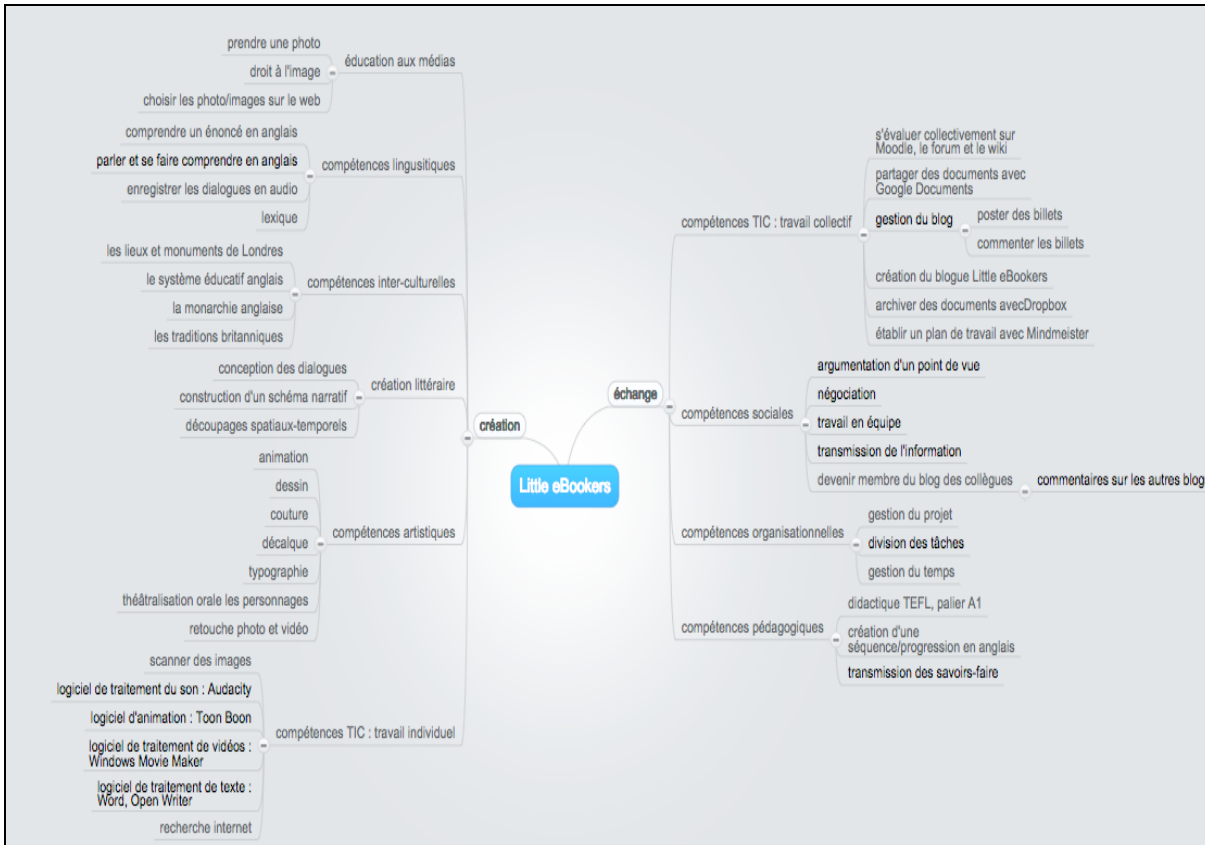 prendre une photo
droit à l'image
choisir les photo/images sur le web
éducation aux médias
comprendre un énoncé en anglais
parler et se faire comprendre en anglais
enregistrer les dialogues en audio
lexique
compétences lingusitiques
les lieux et monuments de Londres
le système éducatif anglais
la monarchie anglaise
les traditions britanniques
compétences inter-culturelles
conception des dialogues
construction d'un schéma narratif
découpages spatiaux-temporels
création littéraire
animation
dessin
couture
décalque
typographie
théâtralisation orale les personnages
retouche photo et vidéo
compétences artistiques
scanner des images
logiciel de traitement du son : Audacity
logiciel d'animation : Toon Boon
logiciel de traitement de vidéos :
Windows Movie Maker
logiciel de traitement de texte :
Word, Open Writer
recherche internet
compétences TIC : travail individuel
création
Little eBookers
échange
compétences TIC : travail collectif
s'évaluer collectivement sur
Moodle, le forum et le wiki
partager des documents avec
Google Documents
gestion du blog
poster des billets
commenter les billets
création du blogue Little eBookers
archiver des documents avecDropbox
établir un plan de travail avec Mindmeister
compétences sociales
argumentation d'un point de vue
négociation
travail en équipe
transmission de l'information
devenir membre du blog des collègues
commentaires sur les autres blog
compétences organisationnelles
gestion du projet
division des tâches
gestion du temps
compétences pédagogiques
didactique TEFL, palier A1
création d'une
séquence/progression en anglais
transmission des savoirs-faire